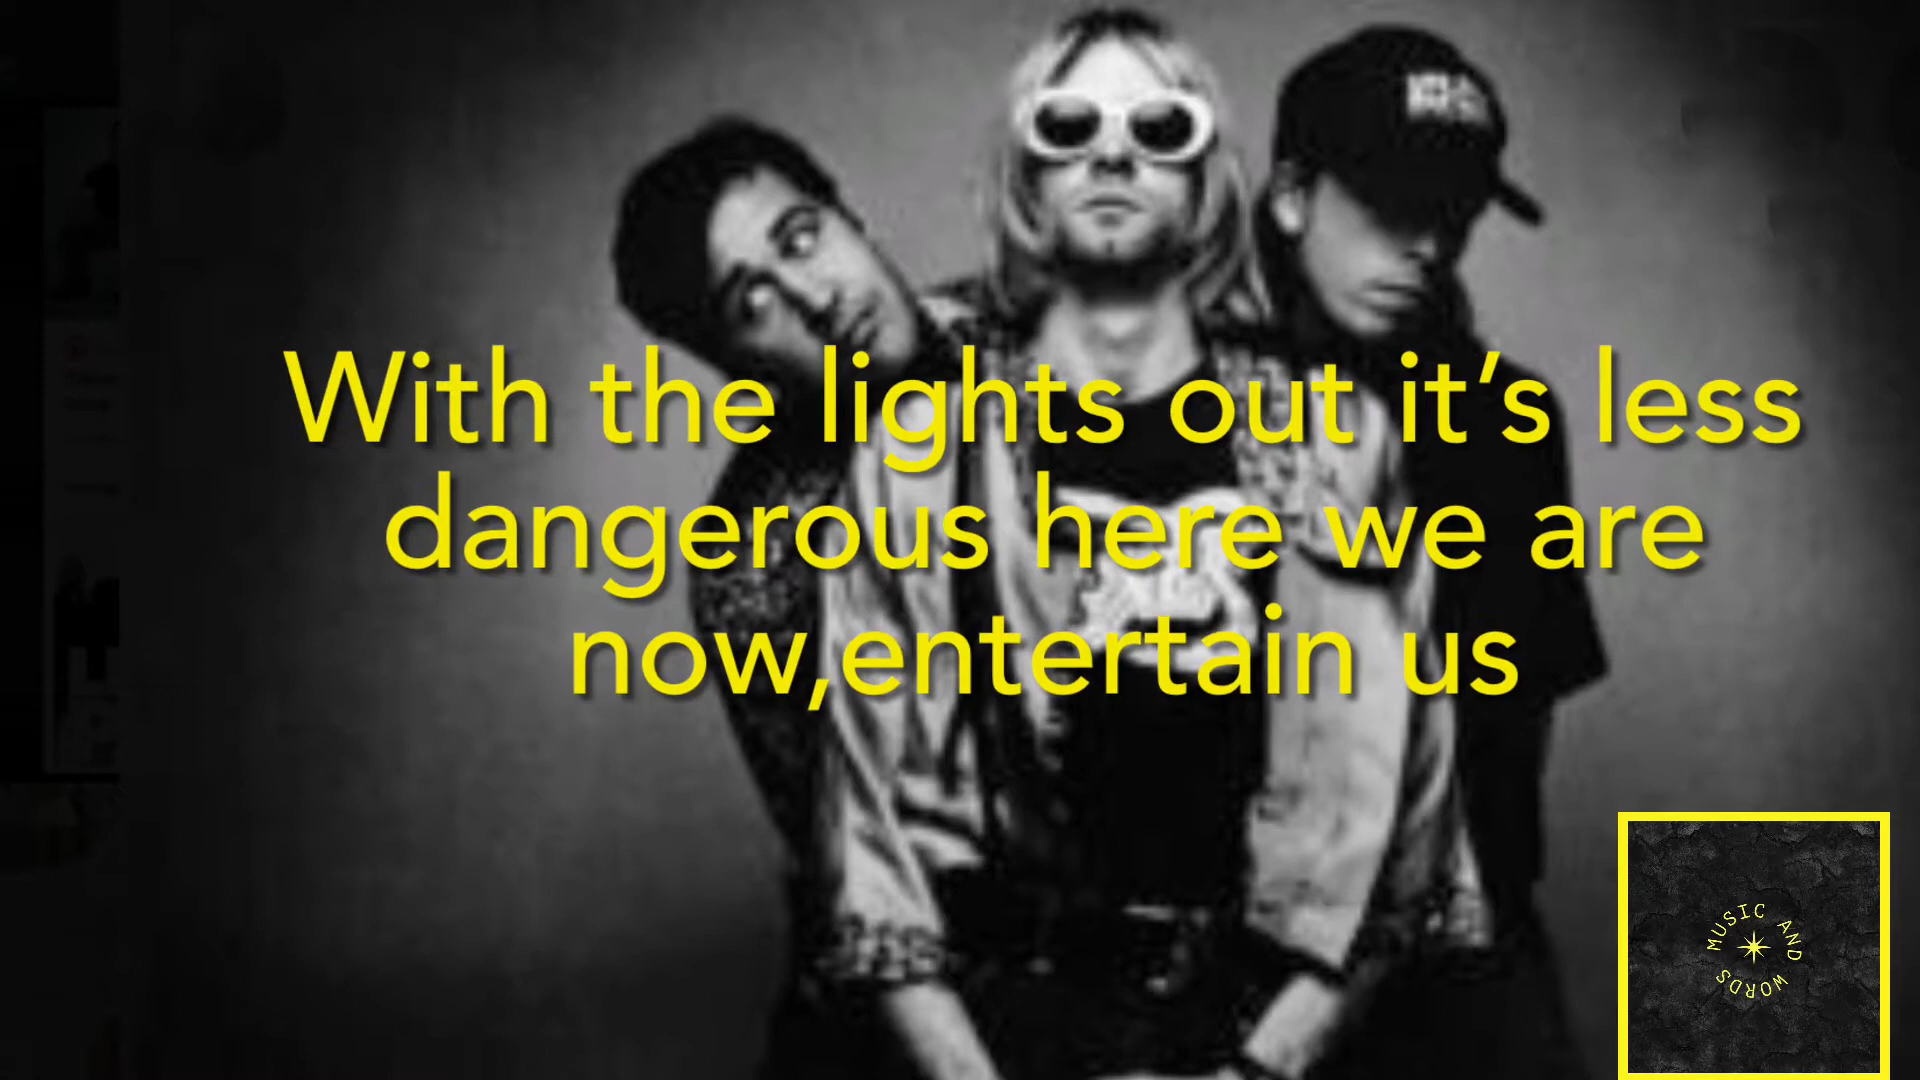 With the lights out it’s less
dangerous here we are
now,entertain us
MUSIC AND WORDS